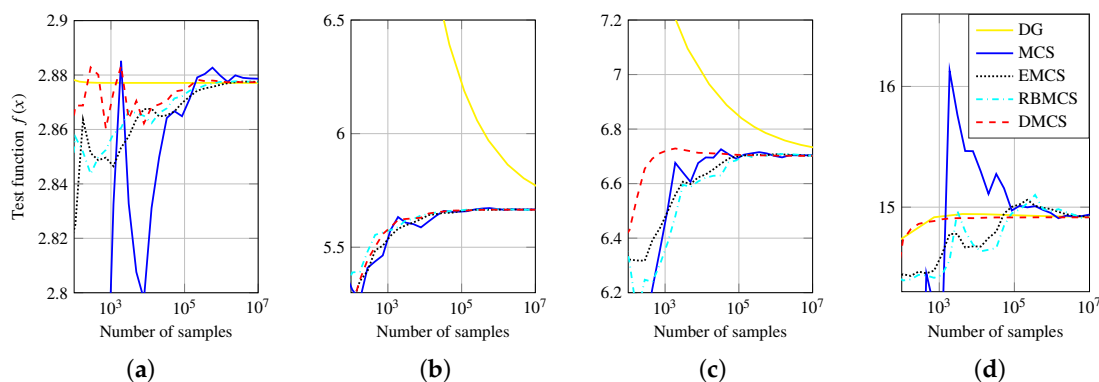 Test function f(x)
2.9
2.88
2.86
2.84
2.82
2.8
10^3
10^5
10^7
Number of samples
(a)
6.5
6
5.5
10^3
10^5
10^7
Number of samples
(b)
7.2
7
6.8
6.6
6.4
6.2
10^3
10^5
10^7
Number of samples
(c)
16
15
10^3
10^5
10^7
Number of samples
(d)
DG
MCS
EMCS
RBMCS
DMCS